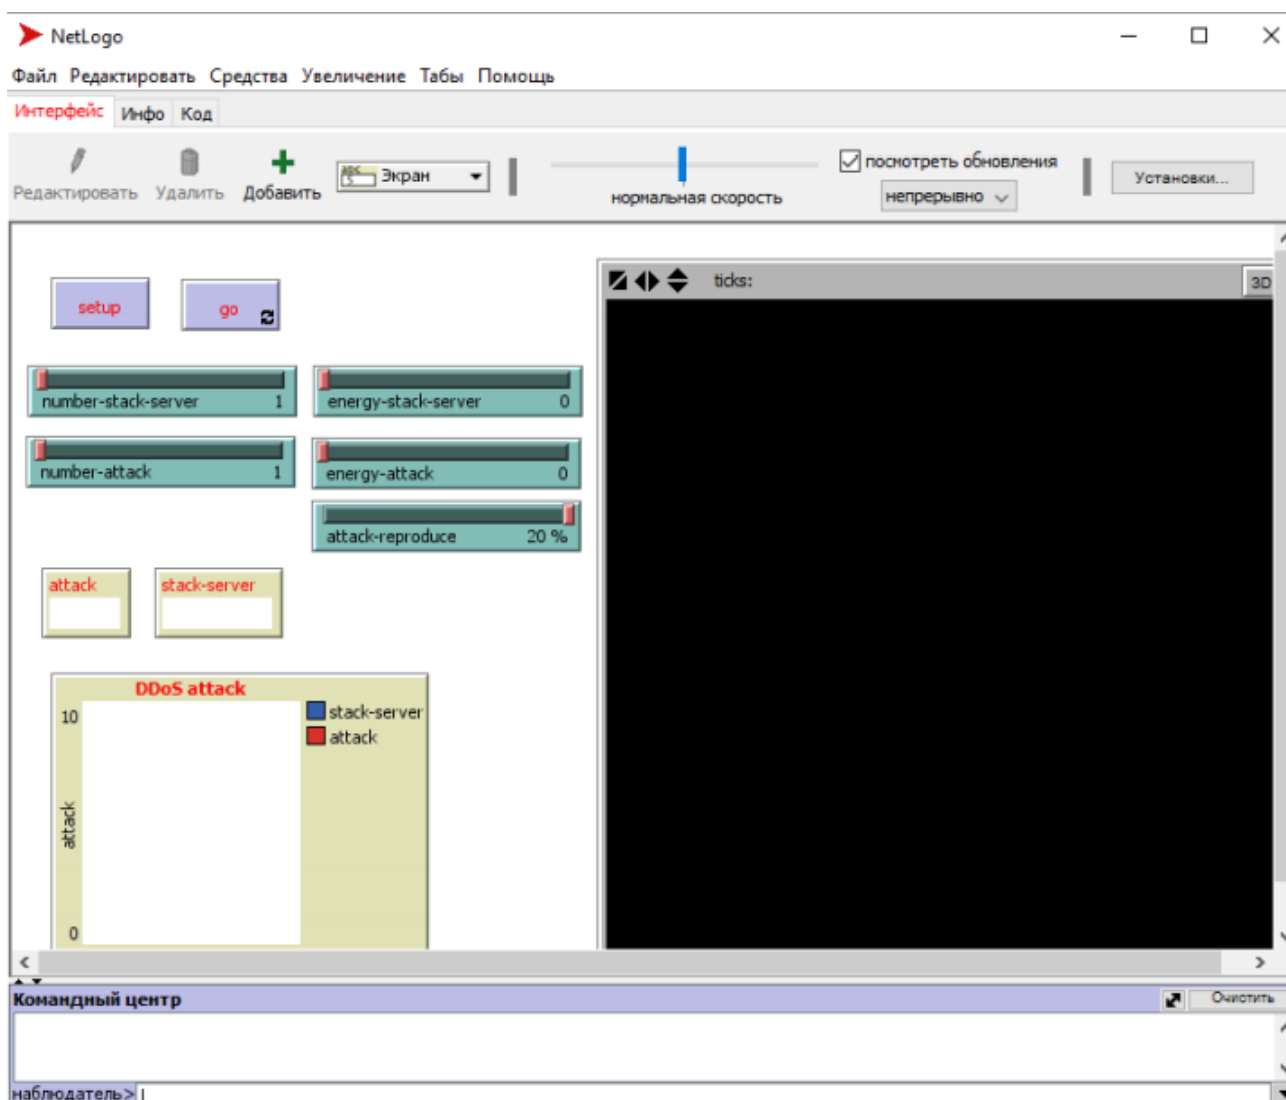 NetLogo
Файл Редактировать Средства Увеличение Табы Помощь
Интерфейс Инфо Код
Редактировать Удалить Добавить
Экран
нормальная скорость
посмотреть обновления
непрерывно
Установки...
setup
go
ticks:
3D
number-stack-server 1
energy-stack-server 0
number-attack 1
energy-attack 0
attack-reproduce 20 %
attack
stack-server
DDoS attack
10
attack
0
stack-server
attack
Командный центр
Очистить
наблюдатель>